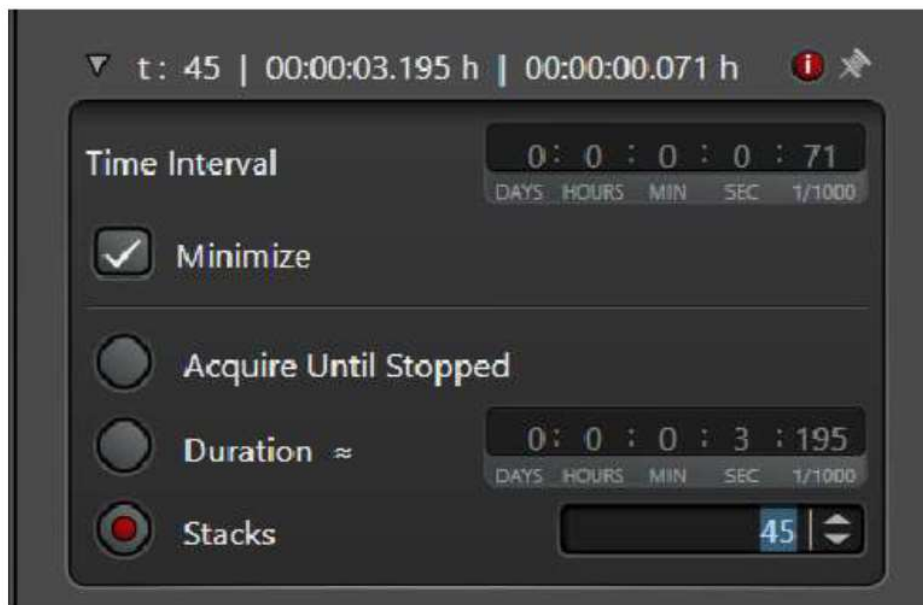 t: 45 | 00:00:03.195 h | 00:00:00.071 h
Time Interval 0: 0 : 0 : 0 : 71
DAYS HOURS MIN SEC 1/1000
Minimize
Acquire Until Stopped
Duration ≈ 0: 0 : 0 : 3 : 195
DAYS HOURS MIN SEC 1/1000
Stacks 45